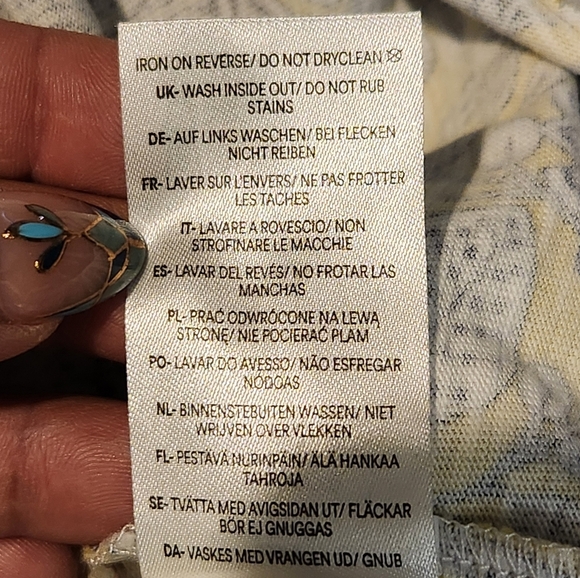 IRON ON REVERSE/ DO NOT DRYCLEAN
UK- WASH INSIDE OUT/ DO NOT RUB
STAINS
DE- AUF LINKS WASCHEN/ BEI FLECKEN
NICHT REIBEN
FR- LAVER SUR L'ENVERS/ NE PAS FROTTER
LES TACHES
IT- LAVARE A ROVESCIO/ NON
STROFINARE LE MACCHIE
ES- LAVAR DEL REVÉS/ NO FROTAR LAS
MANCHAS
PL- PRAĆ ODWRÓCONE NA LEWĄ
STRONĘ/ NIE POCIERAĆ PLAM
PO- LAVAR DO AVESSO/ NÃO ESFREGAR
NÓDOAS
NL- BINNENSTEBUITEN WASSEN/ NIET
WRIJVEN OVER VLEKKEN
FL- PESTÄVÄ NURINPÄIN/ ÄLÄ HANKAA
TAHROJA
SE- TVÄTTA MED AVIGSIDAN UT/ FLÄCKAR
BÖR EJ GNUGGAS
DA- VASKES MED VRANGEN UD/ GNUB